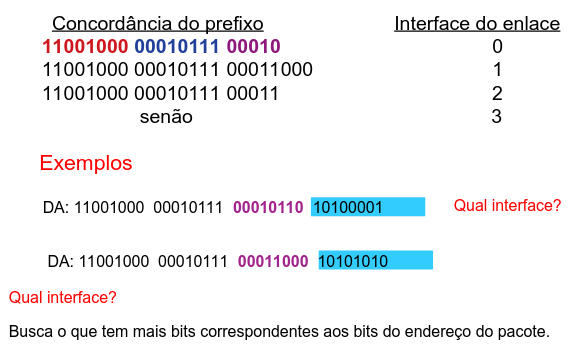 Concordância do prefixo Interface do enlace
11001000 00010111 00010 0
11001000 00010111 00011000 1
11001000 00010111 00011 2
senão 3
Exemplos
DA: 11001000 00010111 00010110 10100001 Qual interface?
DA: 11001000 00010111 00011000 10101010
Qual interface?
Busca o que tem mais bits correspondentes aos bits do endereço do pacote.